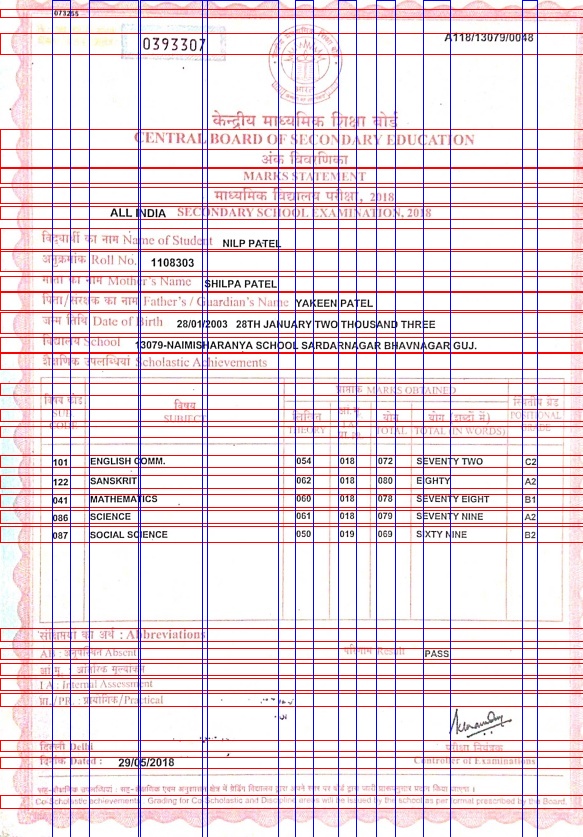 073255
0393307
A118/13079/0048
केन्द्रीय माध्यमिक शिक्षा बोर्ड
CENTRAL BOARD OF SECONDARY EDUCATION
अंक विवरणिका
MARKS STATEMENT
माध्यमिक विद्यालय परीक्षा, 2018
ALL INDIA SECONDARY SCHOOL EXAMINATION, 2018
विद्यार्थी का नाम Name of Student NILP PATEL
अनुक्रमांक Roll No. 1108303
माता का नाम Mother's Name SHILPA PATEL
पिता/संरक्षक का नाम Father's / Guardian's Name YAKEEN PATEL
जन्म तिथि Date of Birth 28/01/2003 28TH JANUARY TWO THOUSAND THREE
विद्यालय School 13079-NAIMISHARANYA SCHOOL SARDARNAGAR BHAVNAGAR GUJ.
शैक्षणिक उपलब्धियां Scholastic Achievements
प्राप्तांक MARKS OBTAINED
विषय कोड विषय लिखित योग योग (शब्दों में) स्थितीय ग्रेड
SUB CODE SUBJECT THEORY TOTAL TOTAL (IN WORDS) POSITIONAL GRADE
101 ENGLISH COMM. 054 018 072 SEVENTY TWO C2
122 SANSKRIT 062 018 080 EIGHTY A2
041 MATHEMATICS 060 018 078 SEVENTY EIGHT B1
086 SCIENCE 061 018 079 SEVENTY NINE A2
087 SOCIAL SCIENCE 050 019 069 SIXTY NINE B2
का अर्थ : Abbreviations
AB : अनुपस्थित Absent परिणाम Result PASS
आ.मू. : आंतरिक मूल्यांकन
I A : Internal Assessment
प्रा./PR. : प्रायोगिक/Practical
दिल्ली Delhi परीक्षा नियंत्रक
दिनांक Dated : 29/05/2018 Controller of Examinations
Co-Scholastic achievements : Grading for Co-Scholastic and Discipline areas will be issued by the school as per format prescribed by the Board.